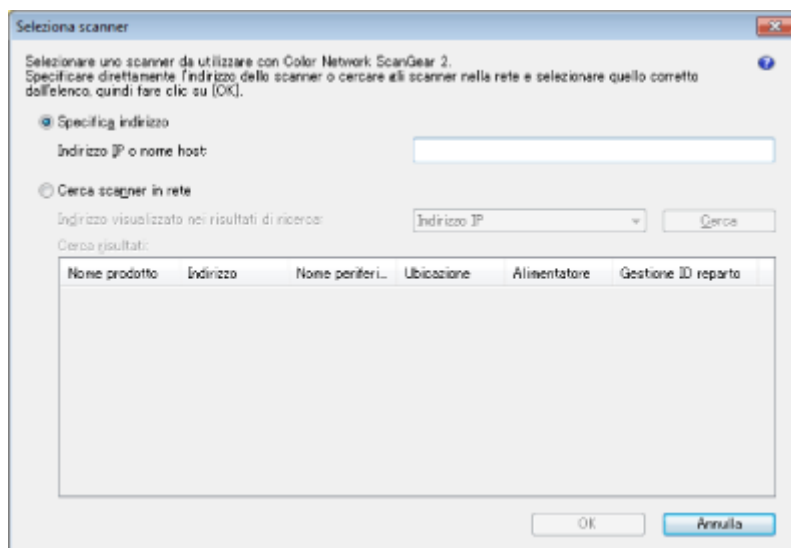 Seleziona scanner
Selezionare uno scanner da utilizzare con Color Network ScanGear 2.
Specificare direttamente l'indirizzo dello scanner o cercare gli scanner nella rete e selezionare quello corretto
dall'elenco, quindi fare clic su [OK].
Specifica indirizzo
Indirizzo IP o nome host:
Cerca scanner in rete
Indirizzo visualizzato nei risultati di ricerca: Indirizzo IP Cerca
Cerca risultati:
Nome prodotto Indirizzo Nome periferi... Ubicazione Alimentatore Gestione ID reparto
OK Annulla